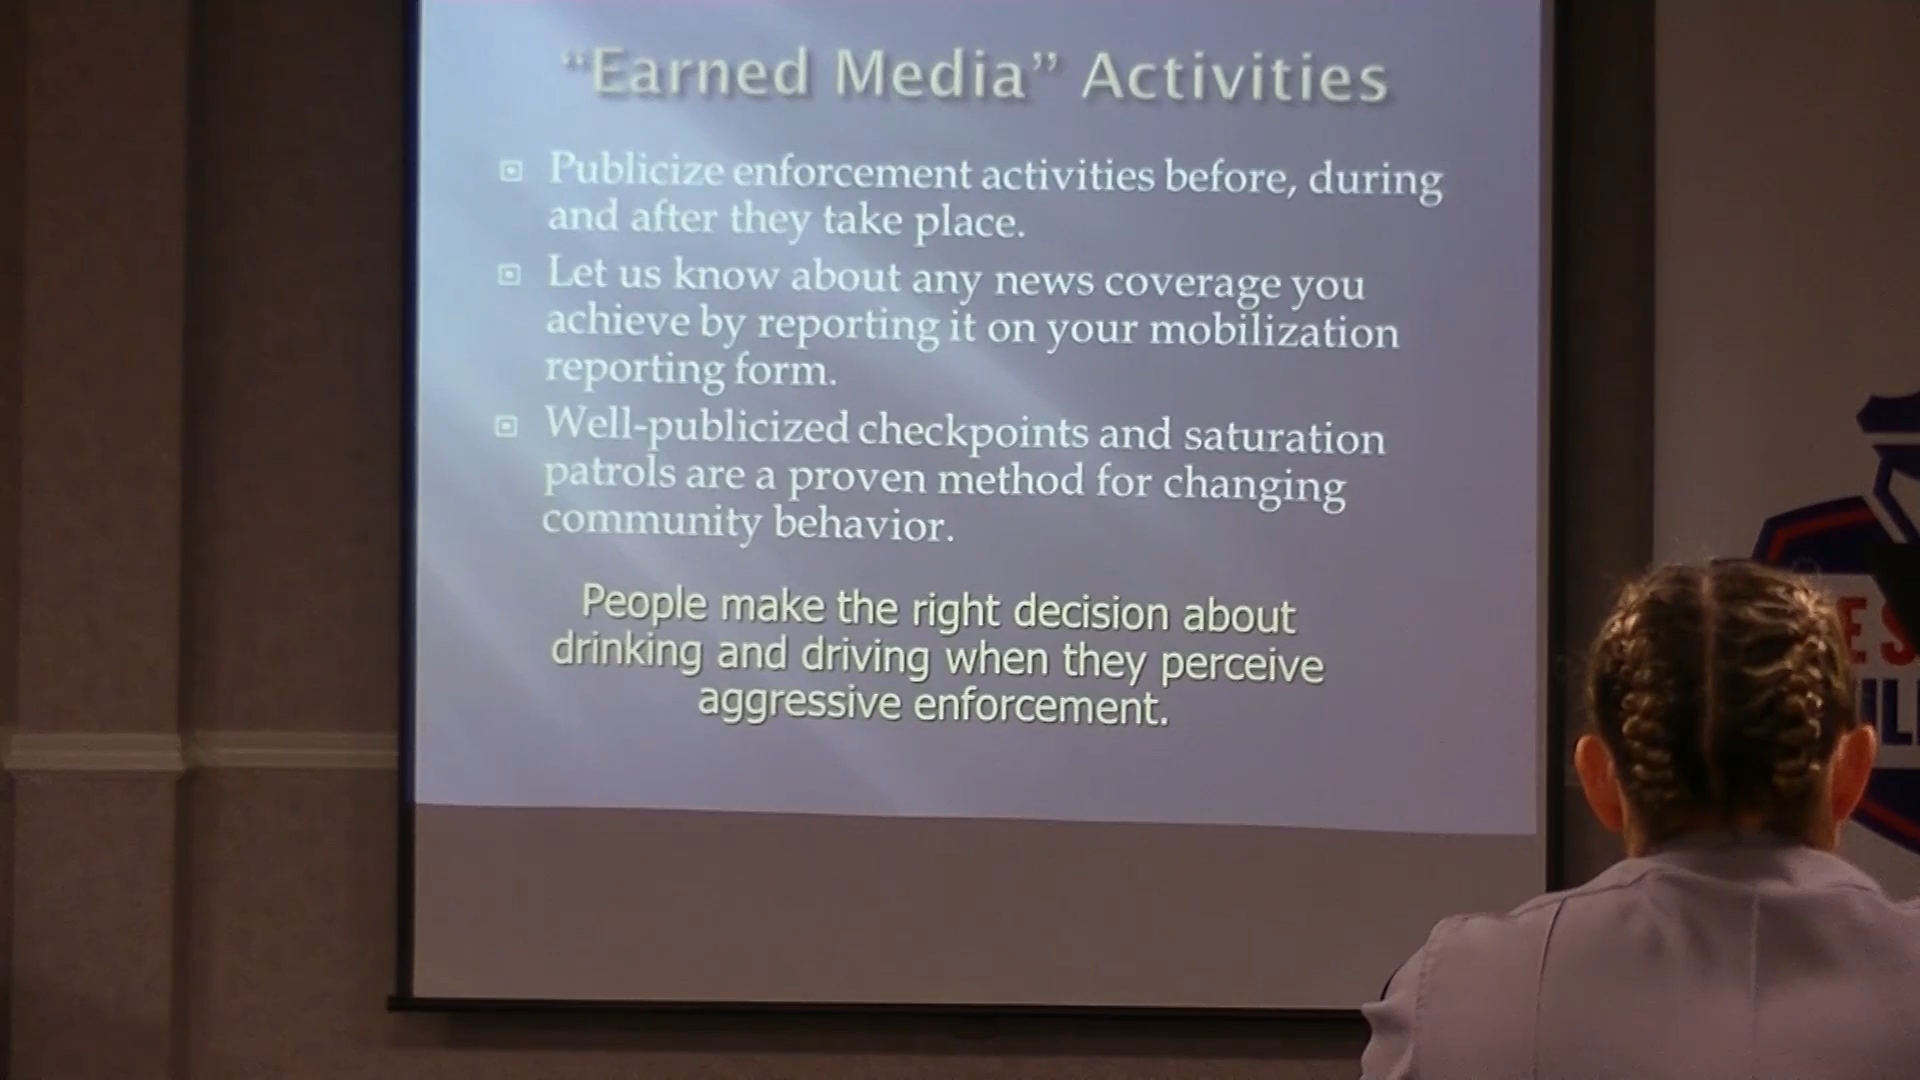 “Earned Media” Activities
Publicize enforcement activities before, during
and after they take place.
Let us know about any news coverage you
achieve by reporting it on your mobilization
reporting form.
Well-publicized checkpoints and saturation
patrols are a proven method for changing
community behavior.
People make the right decision about
drinking and driving when they perceive
aggressive enforcement.